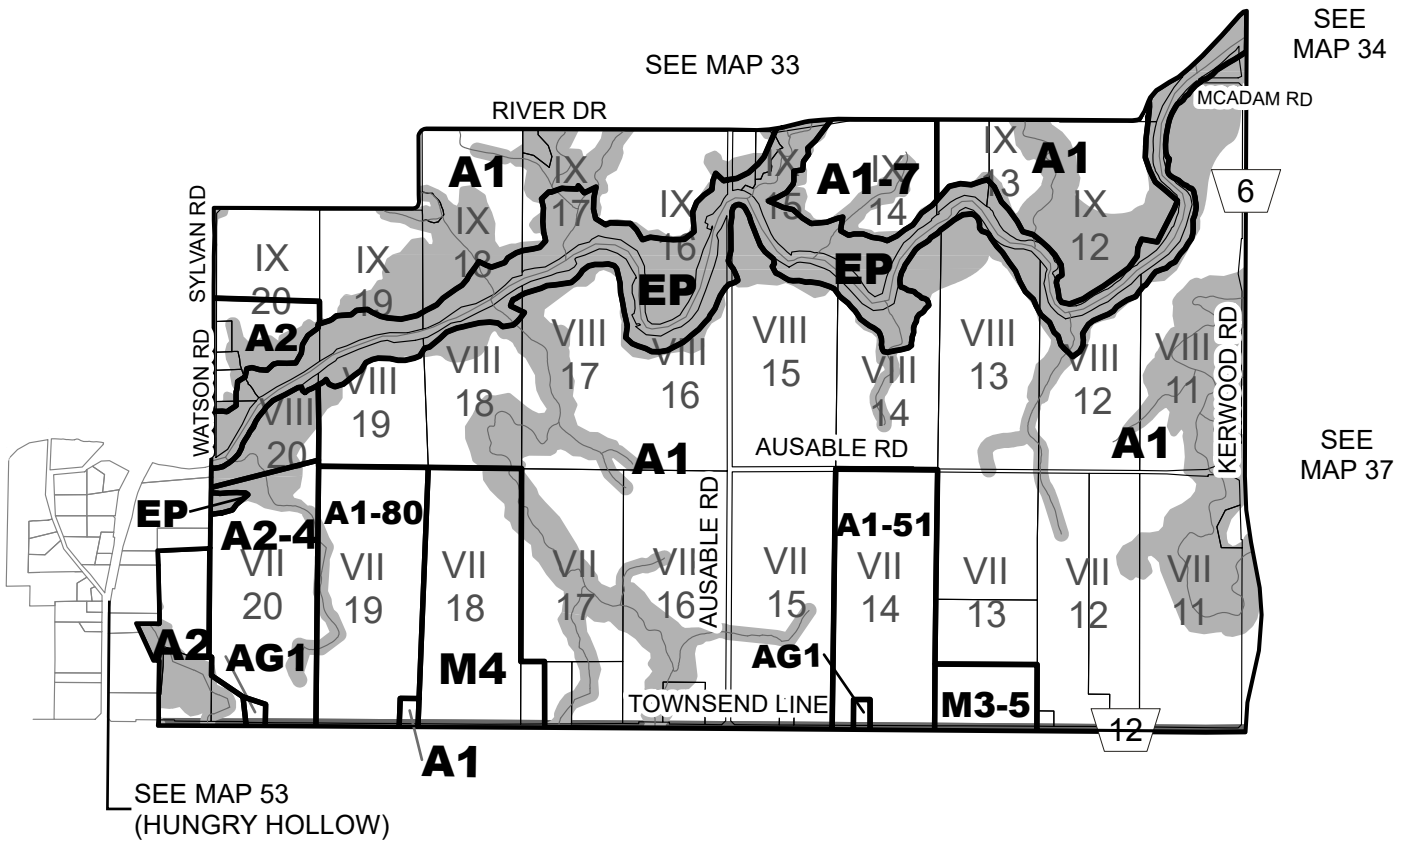 SEE
MAP 34
SEE MAP 33
MCADAM RD
RIVER DR
A1
IX
17
IX
15
A1-7
IX
14
IX
13
A1
6
SYLVAN RD
IX
20
IX
19
IX
18
IX
16
IX
12
EP
EP
A2
WATSON RD
VIII
20
VIII
19
VIII
18
VIII
17
VIII
16
VIII
15
VIII
14
VIII
13
VIII
12
VIII
11
KERWOOD RD
A1
AUSABLE RD
A1
SEE
MAP 37
EP
A2-4
A1-80
AUSABLE RD
A1-51
VII
20
VII
19
VII
18
VII
17
VII
16
VII
15
VII
14
VII
13
VII
12
VII
11
A2
AG1
M4
AG1
TOWNSEND LINE
M3-5
12
A1
SEE MAP 53
(HUNGRY HOLLOW)